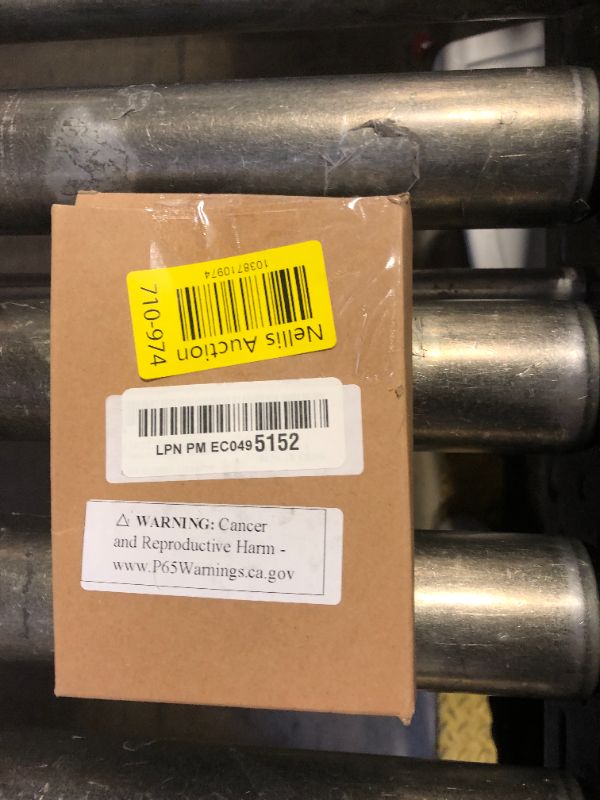 Nellis Auction
1038710974
710-974
LPN PM EC0495152
⚠ WARNING: Cancer
and Reproductive Harm -
www.P65Warnings.ca.gov